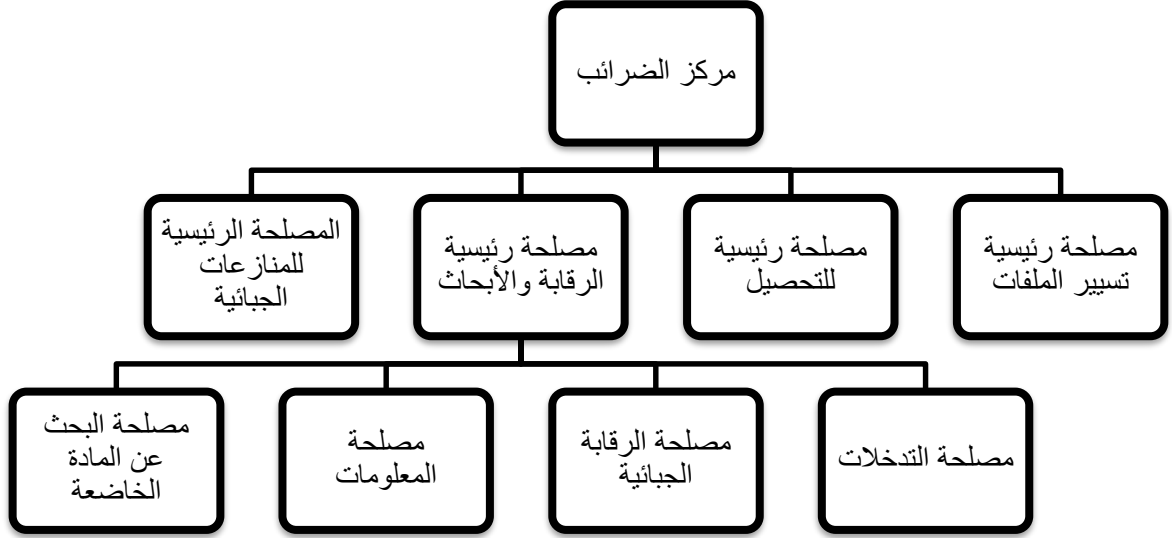 مركز الضرائب
مصلحة رئيسية
تسيير الملفات
مصلحة رئيسية
للتحصيل
مصلحة رئيسية
الرقابة والأبحاث
المصلحة الرئيسية
للمنازعات
الجبائية
مصلحة التدخلات
مصلحة الرقابة
الجبائية
مصلحة
المعلومات
مصلحة البحث
عن المادة
الخاضعة